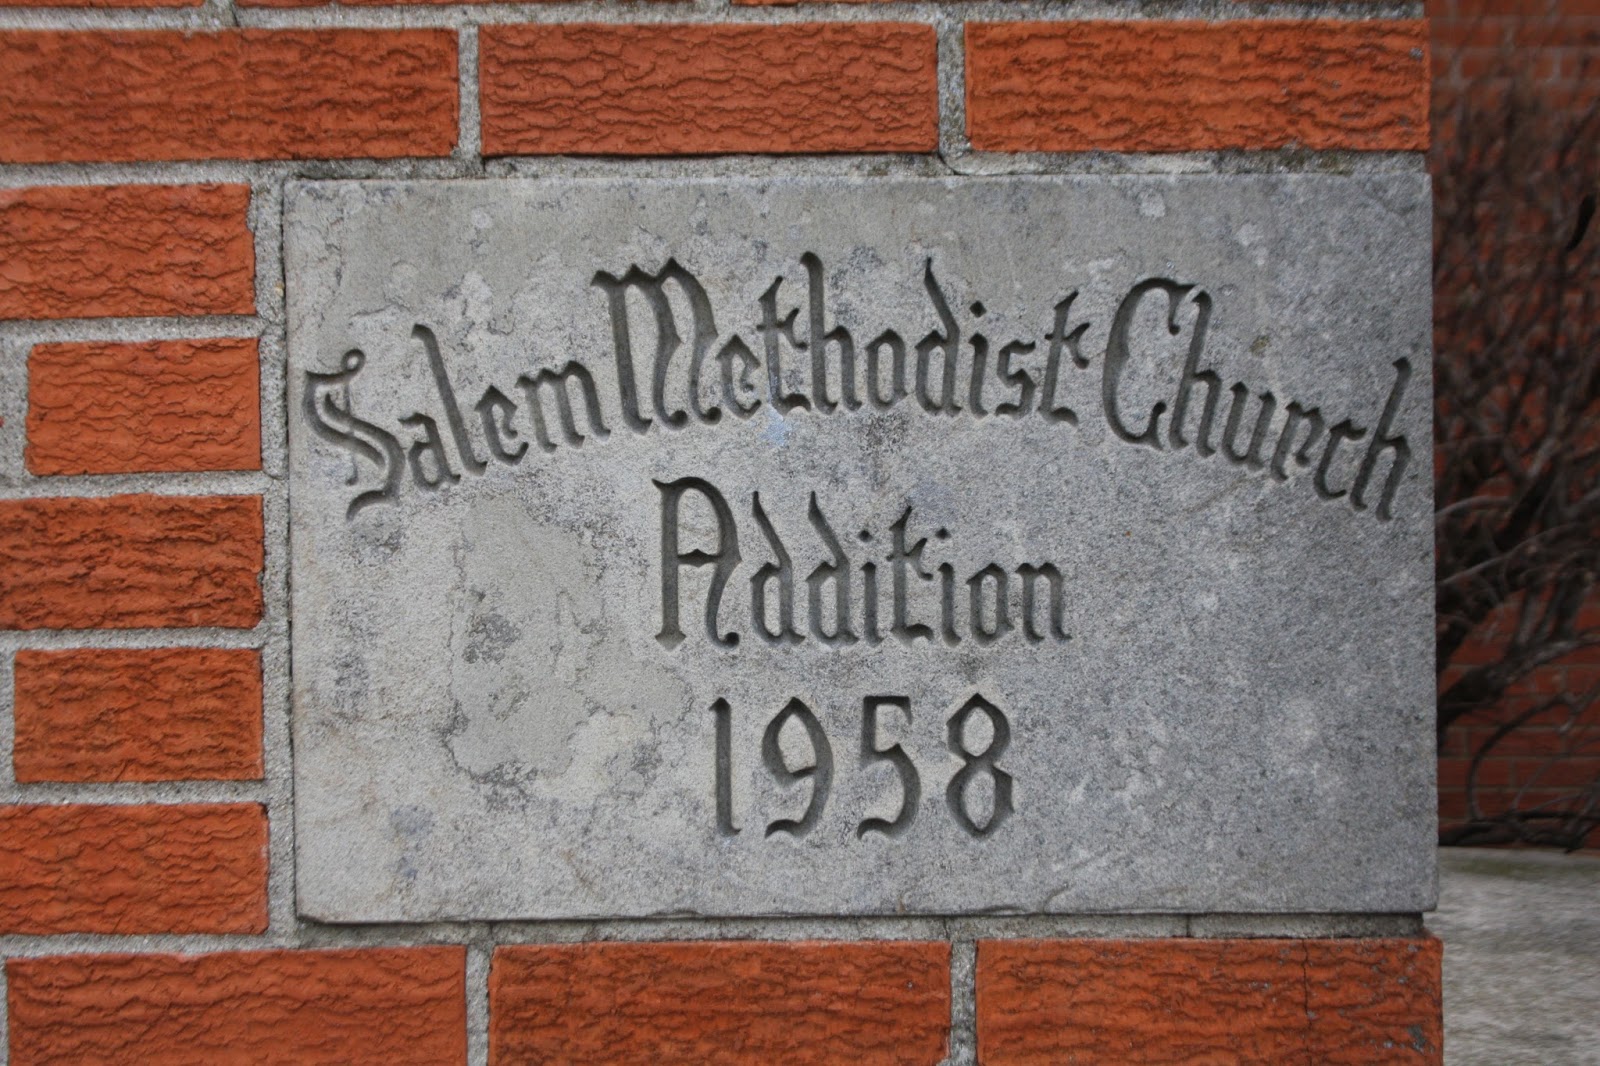 Salem Methodist Church
Addition
1958